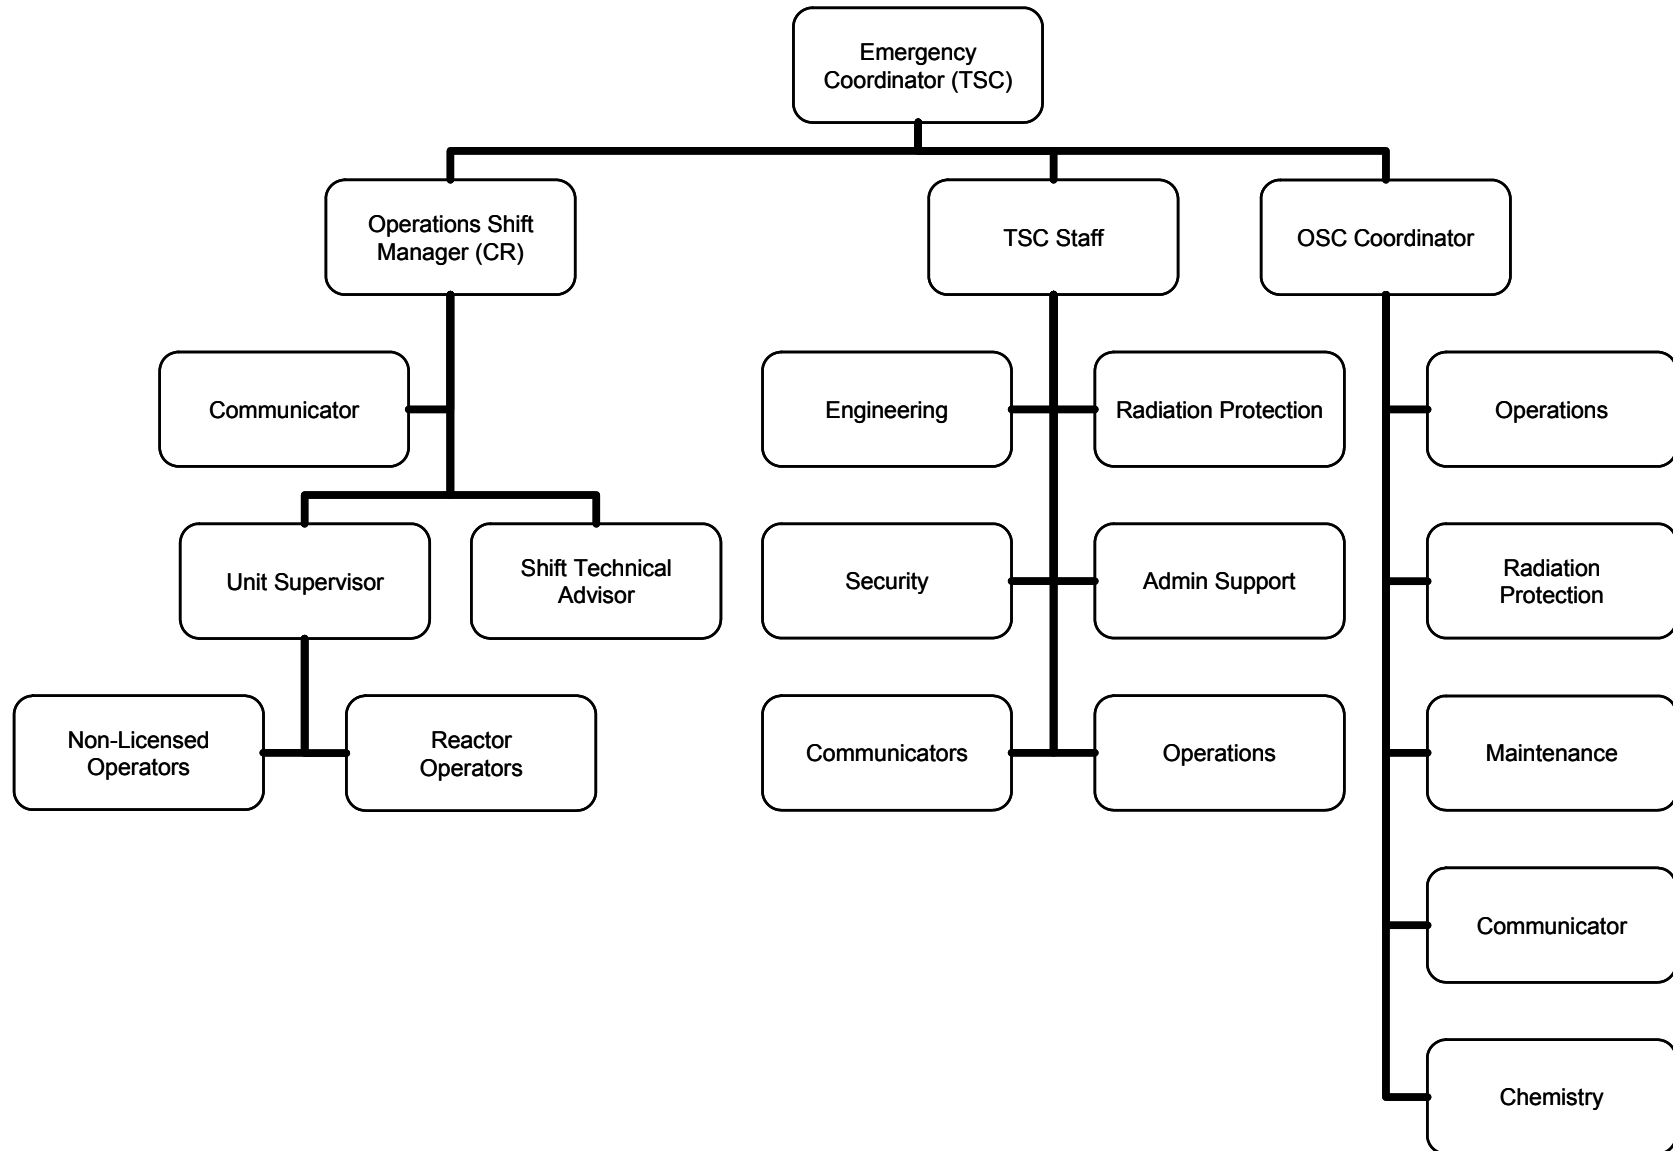 Emergency
Coordinator (TSC)
Operations Shift
Manager (CR)
TSC Staff
OSC Coordinator
Communicator
Engineering
Radiation Protection
Operations
Unit Supervisor
Shift Technical
Advisor
Security
Admin Support
Radiation
Protection
Non-Licensed
Operators
Reactor
Operators
Communicators
Operations
Maintenance
Communicator
Chemistry